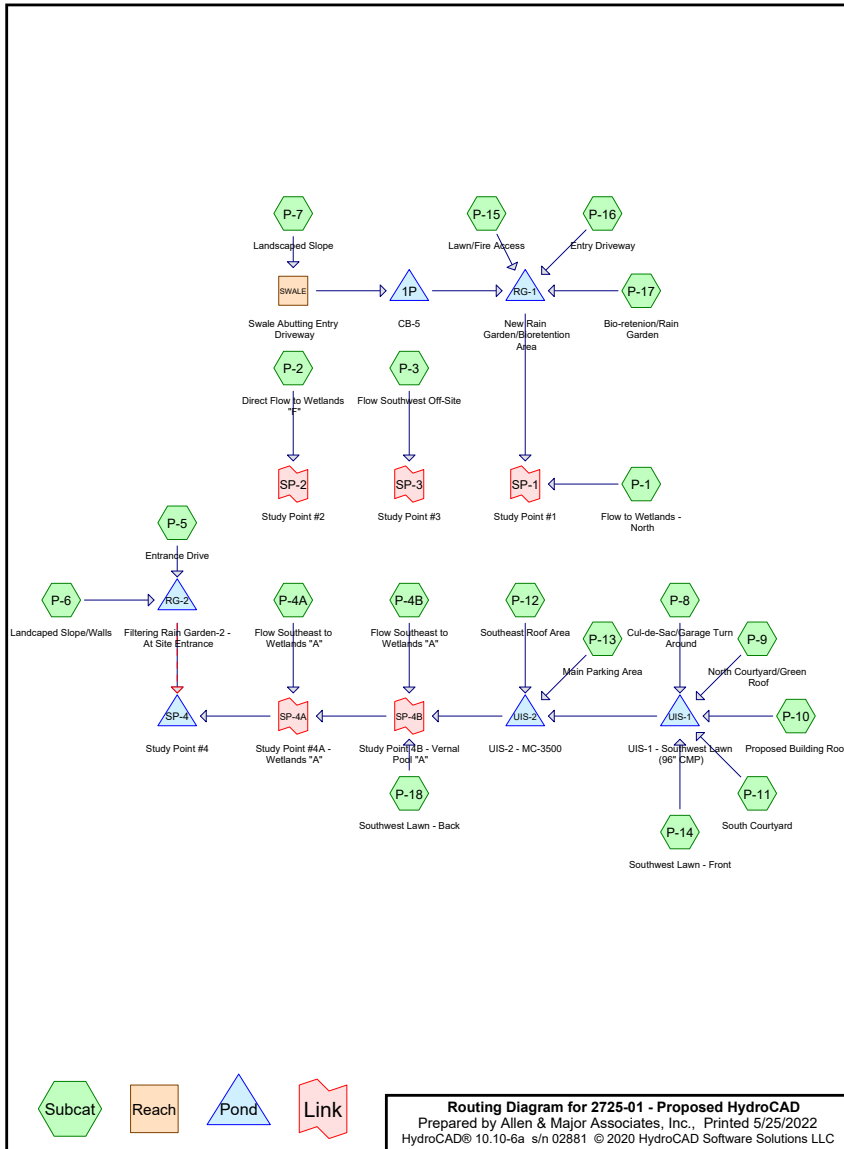 P-7
P-15
P-16
Landscaped Slope
Lawn/Fire Access
Entry Driveway
SWALE
1P
RG-1
P-17
Swale Abutting Entry
Driveway
CB-5
New Rain
Garden/Bioretention
Area
Bio-retenion/Rain
Garden
P-2
P-3
Direct Flow to Wetlands
"F"
Flow Southwest Off-Site
SP-2
SP-3
SP-1
P-1
Study Point #2
Study Point #3
Study Point #1
Flow to Wetlands -
North
P-5
Entrance Drive
P-6
RG-2
P-4A
P-4B
P-12
P-8
Landcaped Slope/Walls
Filtering Rain Garden-2 -
At Site Entrance
Flow Southeast to
Wetlands "A"
Flow Southeast to
Wetlands "A"
Southeast Roof Area
Cul-de-Sac/Garage Turn
Around
P-13
P-9
Main Parking Area
North Courtyard/Green
Roof
SP-4
SP-4A
SP-4B
UIS-2
UIS-1
P-10
Study Point #4
Study Point #4A -
Wetlands "A"
Study Point 4B - Vernal
Pool "A"
UIS-2 - MC-3500
UIS-1 - Southwest Lawn
(96" CMP)
Proposed Building Roo
P-18
P-11
Southwest Lawn - Back
South Courtyard
P-14
Southwest Lawn - Front
Subcat
Reach
Pond
Link
Routing Diagram for 2725-01 - Proposed HydroCAD
Prepared by Allen & Major Associates, Inc., Printed 5/25/2022
HydroCAD® 10.10-6a s/n 02881 © 2020 HydroCAD Software Solutions LLC